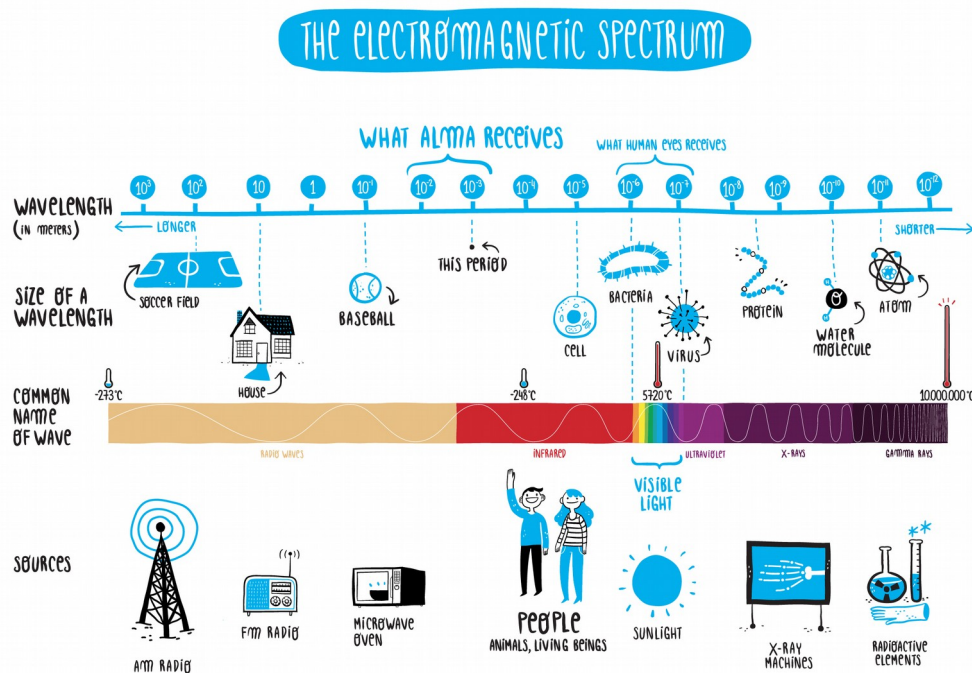 THE ELECTROMAGNETIC SPECTRUM
WHAT ALMA RECEIVES
WHAT HUMAN EYES RECEIVES
10³ 10² 10 1 10⁻¹ 10⁻² 10⁻³ 10⁻⁴ 10⁻⁵ 10⁻⁶ 10⁻⁷ 10⁻⁸ 10⁻⁹ 10⁻¹⁰ 10⁻¹¹ 10⁻¹²
WAVELENGTH
(IN METERS)
LONGER
SHORTER
SIZE OF A
WAVELENGTH
SOCCER FIELD
HOUSE
BASEBALL
THIS PERIOD
CELL
BACTERIA
VIRUS
PROTEIN
WATER
MOLECULE
ATOM
-273°C
-248°C
5720°C
10000000°C
COMMON
NAME
OF WAVE
RADIO WAVES
INFRARED
VISIBLE
LIGHT
ULTRAVIOLET
X-RAYS
GAMMA RAYS
SOURCES
AM RADIO
FM RADIO
MICROWAVE
OVEN
PEOPLE
ANIMALS, LIVING BEINGS
SUNLIGHT
X-RAY
MACHINES
RADIOACTIVE
ELEMENTS